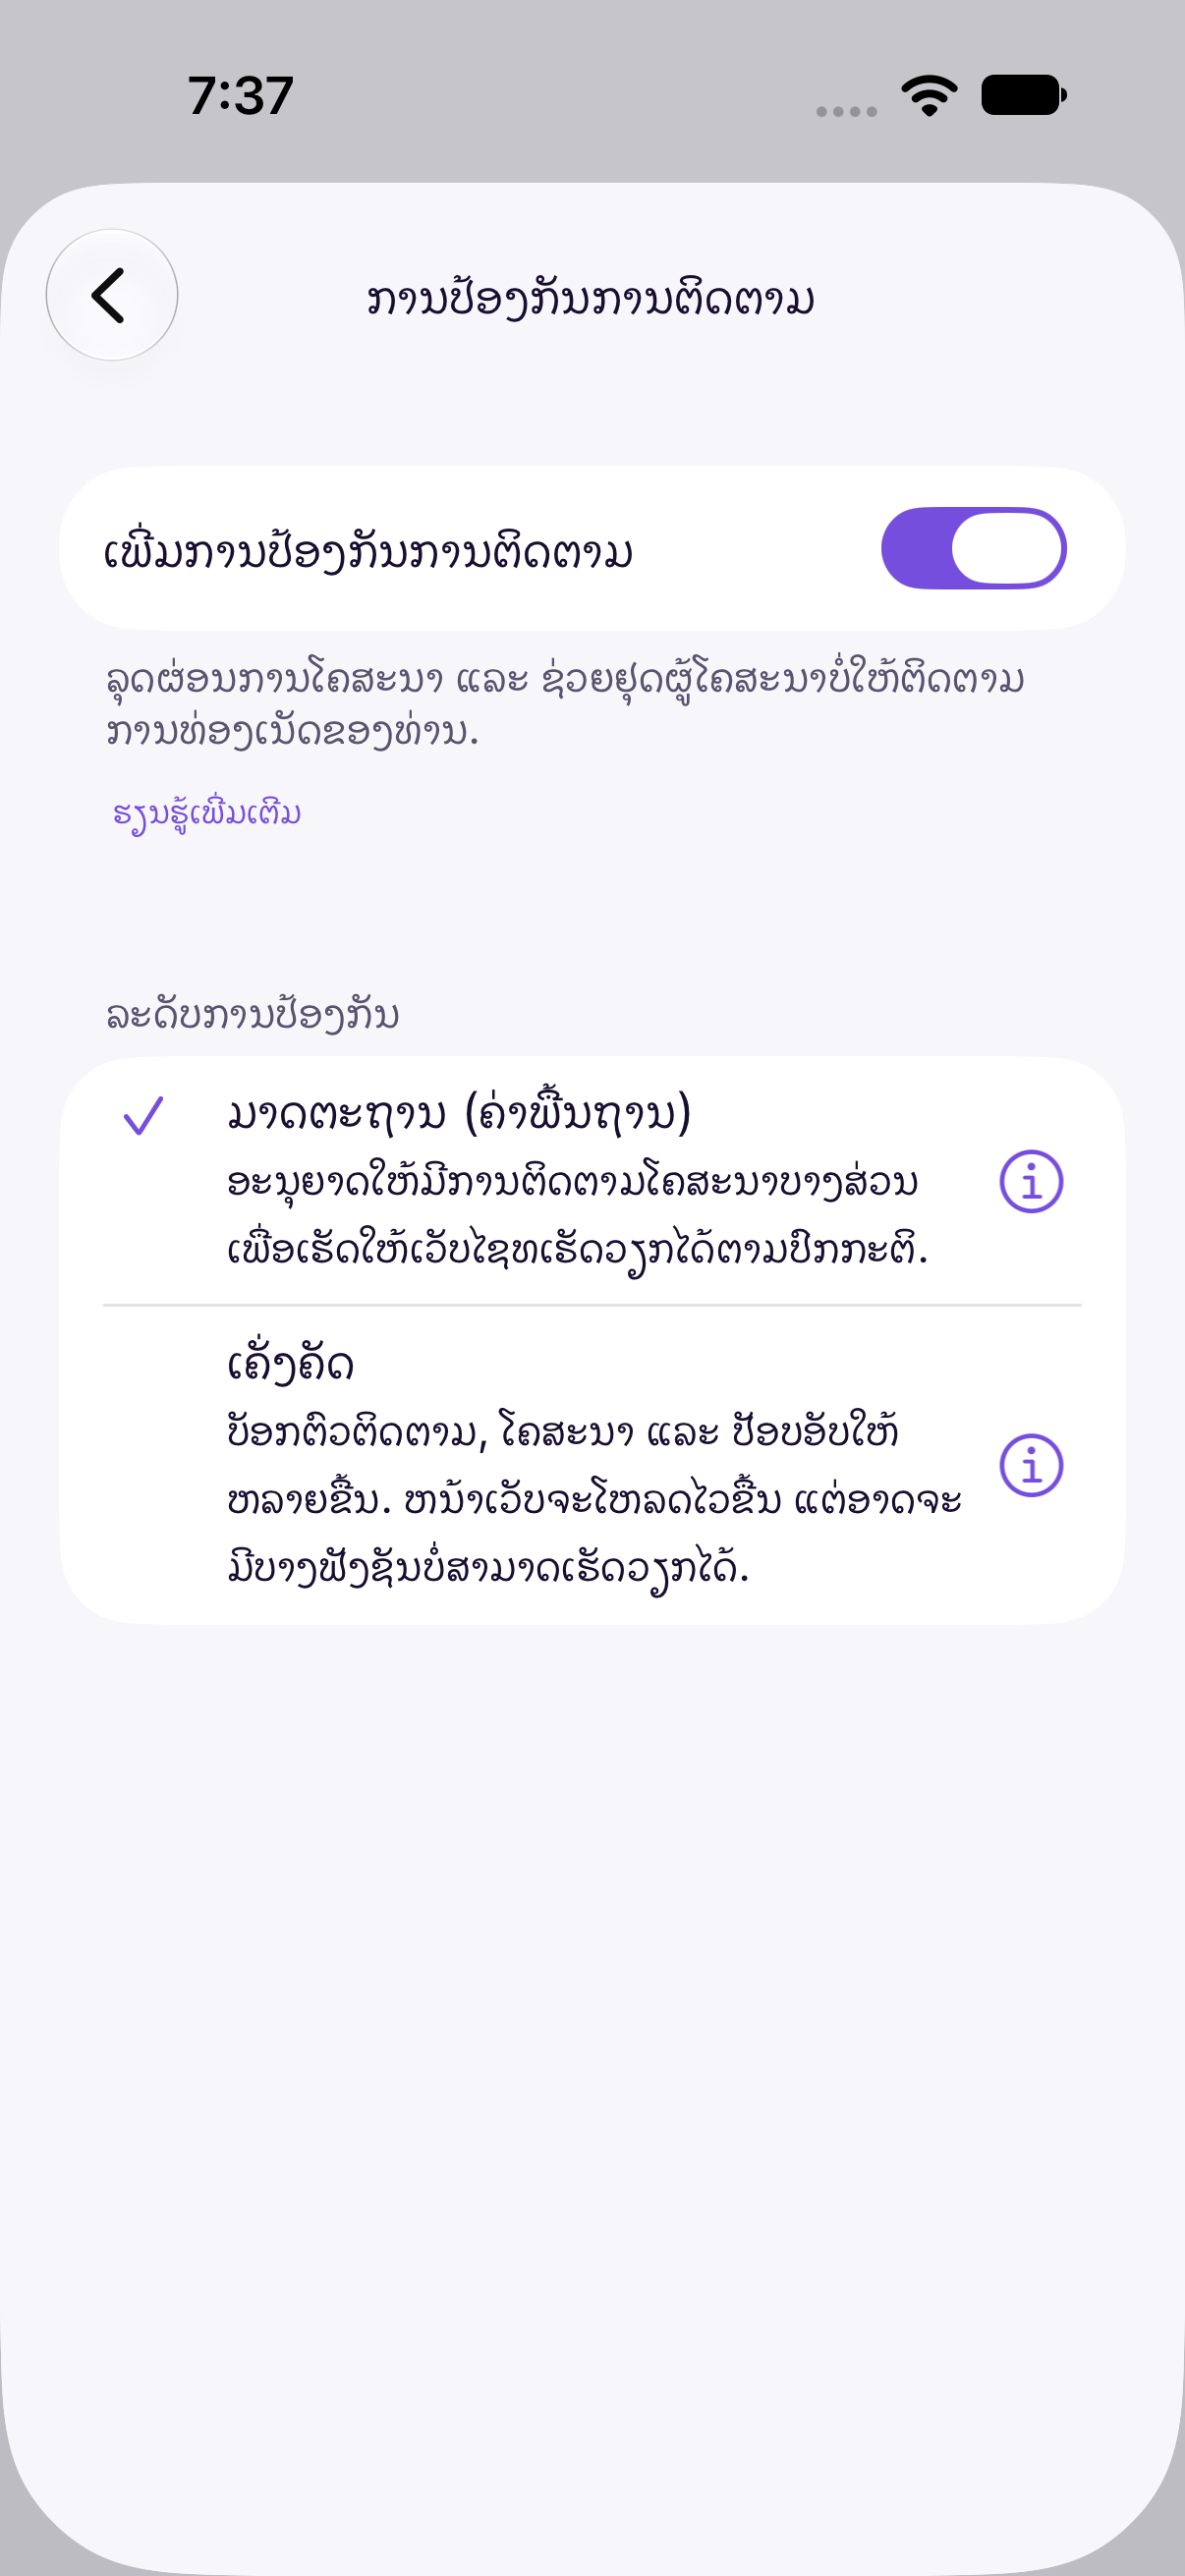 7:37
ການປ້ອງກັນການຕິດຕາມ
ເພີ່ມການປ້ອງກັນການຕິດຕາມ
ລຸດຜ່ອນການໂຄສະນາ ແລະ ຊ່ວຍຢຸດຜູ້ໂຄສະນາບໍ່ໃຫ້ຕິດຕາມ
ການທ່ອງເນັດຂອງທ່ານ.
ຮຽນຮູ້ເພີ່ມເຕີມ
ລະດັບການປ້ອງກັນ
ມາດຕະຖານ (ຄ່າພື້ນຖານ)
ອະນຸຍາດໃຫ້ມີການຕິດຕາມໂຄສະນາບາງສ່ວນ
ເພື່ອເຮັດໃຫ້ເວັບໄຊທເຮັດວຽກໄດ້ຕາມປົກກະຕິ.
ເຄັ່ງຄັດ
ບັອກຕົວຕິດຕາມ, ໂຄສະນາ ແລະ ປັອບອັບໃຫ້
ຫລາຍຂື້ນ. ຫນ້າເວັບຈະໂຫລດໄວຂື້ນ ແຕ່ອາດຈະ
ມີບາງຟັງຊັນບໍ່ສາມາດເຮັດວຽກໄດ້.